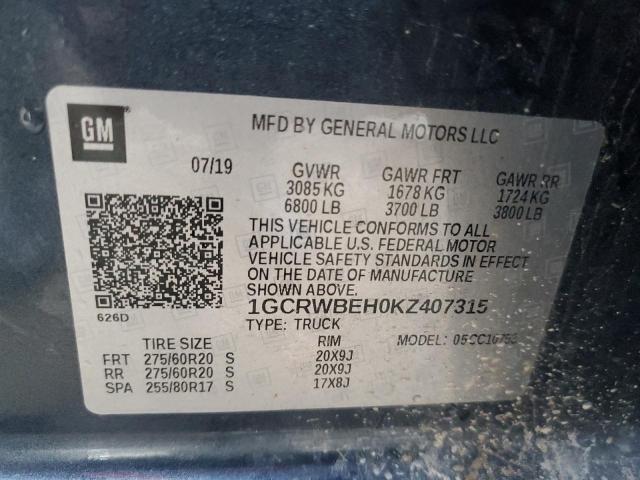 GM
MFD BY GENERAL MOTORS LLC
07/19
GVWR GAWR FRT GAWR RR
3085 KG 1678 KG 1724 KG
6800 LB 3700 LB 3800 LB
THIS VEHICLE CONFORMS TO ALL
APPLICABLE U.S. FEDERAL MOTOR
VEHICLE SAFETY STANDARDS IN EFFECT
ON THE DATE OF MANUFACTURE
SHOWN ABOVE.
626D
1GCRWBEH0KZ407315
TYPE: TRUCK MODEL:
TIRE SIZE RIM
FRT 275/60R20 S 20X9J
RR 275/60R20 S 20X9J
SPA 255/80R17 S 17X8J